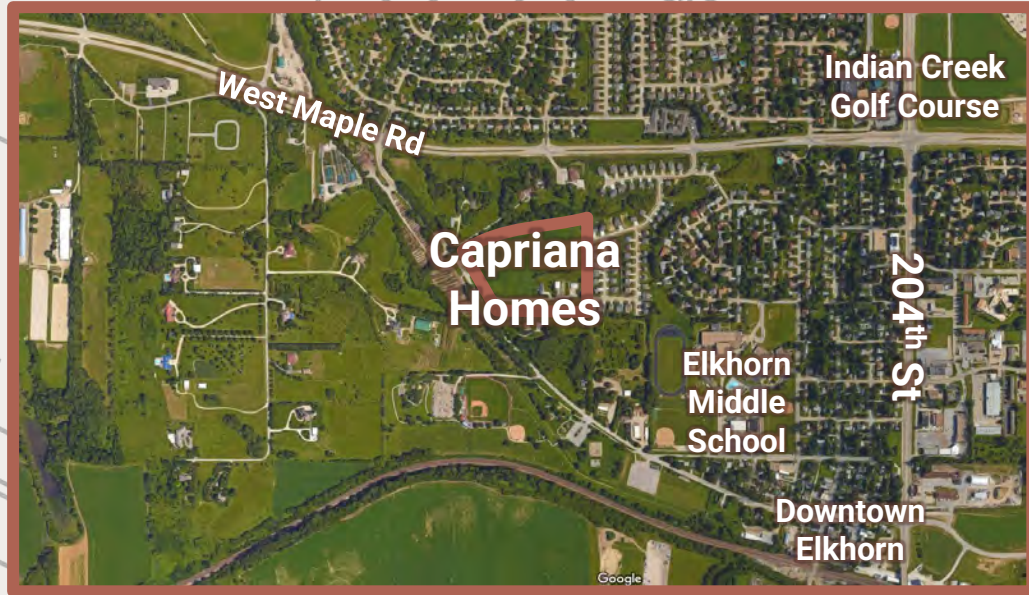 Indian Creek
Golf Course
West Maple Rd
Capriana
Homes
204th St
Elkhorn
Middle
School
Downtown
Elkhorn
Google